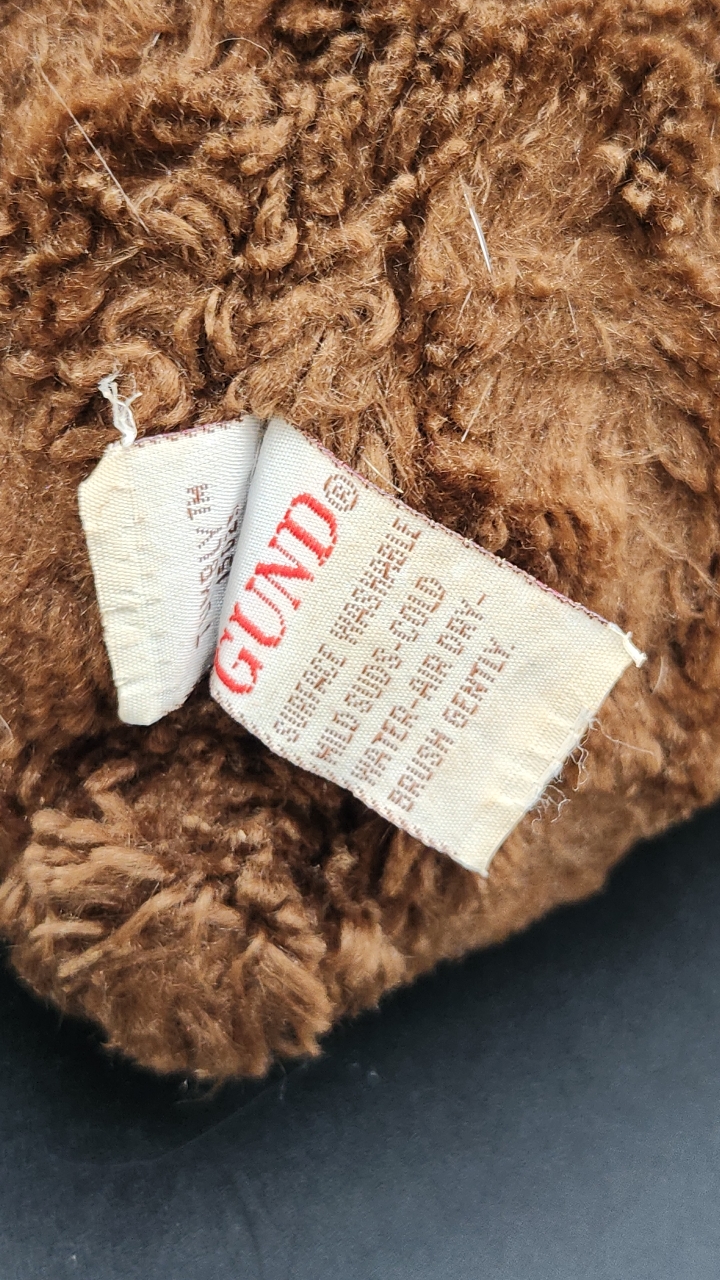 GUND®
SURFACE WASHABLE
MILD SUDS-COLD
WATER-AIR DRY-
BRUSH GENTLY.